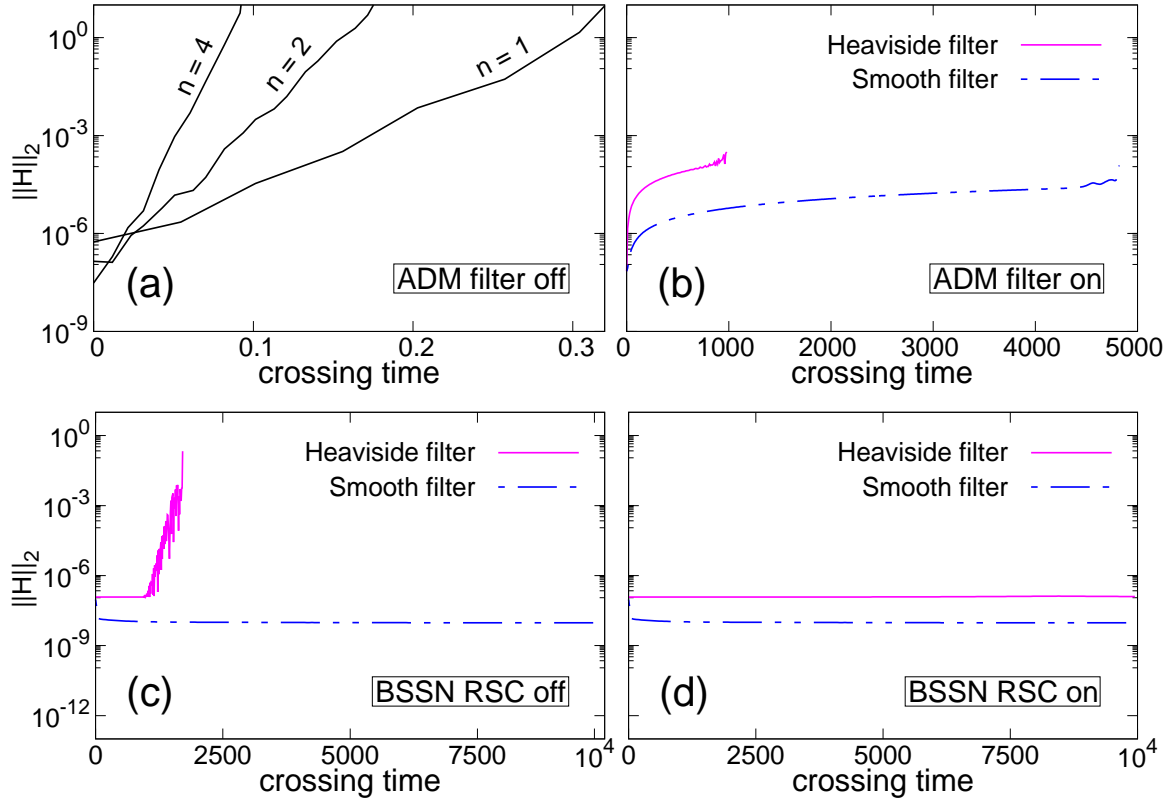 10^0
10^-3
10^-6
10^-9
||H||_2
n = 4
n = 2
n = 1
(a)
ADM filter off
0 0.1 0.2 0.3
crossing time
Heaviside filter
Smooth filter
(b)
ADM filter on
0 1000 2000 3000 4000 5000
crossing time
10^0
10^-3
10^-6
10^-9
10^-12
||H||_2
Heaviside filter
Smooth filter
(c)
BSSN RSC off
0 2500 5000 7500 10^4
crossing time
Heaviside filter
Smooth filter
(d)
BSSN RSC on
0 2500 5000 7500 10^4
crossing time